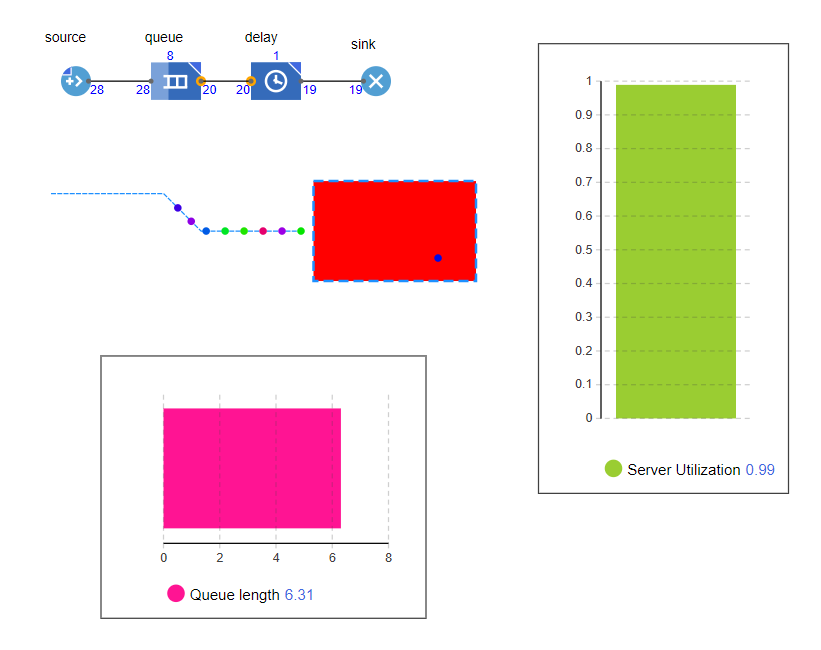 source queue delay sink
8 1
28 28 20 20 19 19
1
0.9
0.8
0.7
0.6
0.5
0.4
0.3
0.2
0.1
0
Server Utilization 0.99
0 2 4 6 8
Queue length 6.31